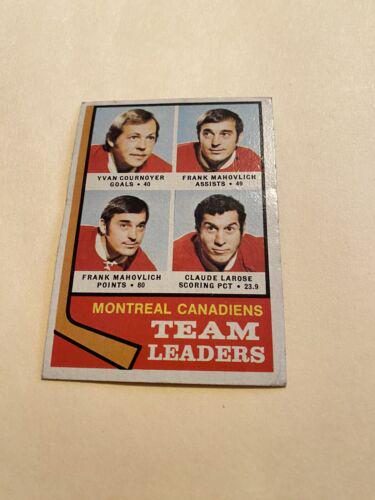 YVAN COURNOYER
GOALS • 40
FRANK MAHOVLICH
ASSISTS • 49
FRANK MAHOVLICH
POINTS • 80
CLAUDE LAROSE
SCORING PCT • 23.9
MONTREAL CANADIENS
TEAM
LEADERS